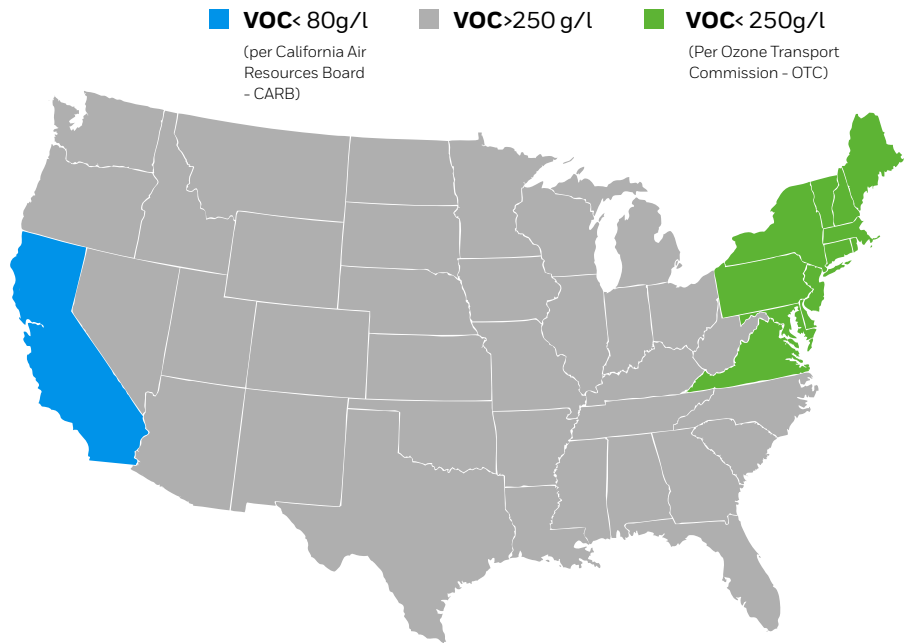 VOC< 80g/l
(per California Air
Resources Board
- CARB)
VOC>250 g/l
VOC< 250g/l
(Per Ozone Transport
Commission - OTC)